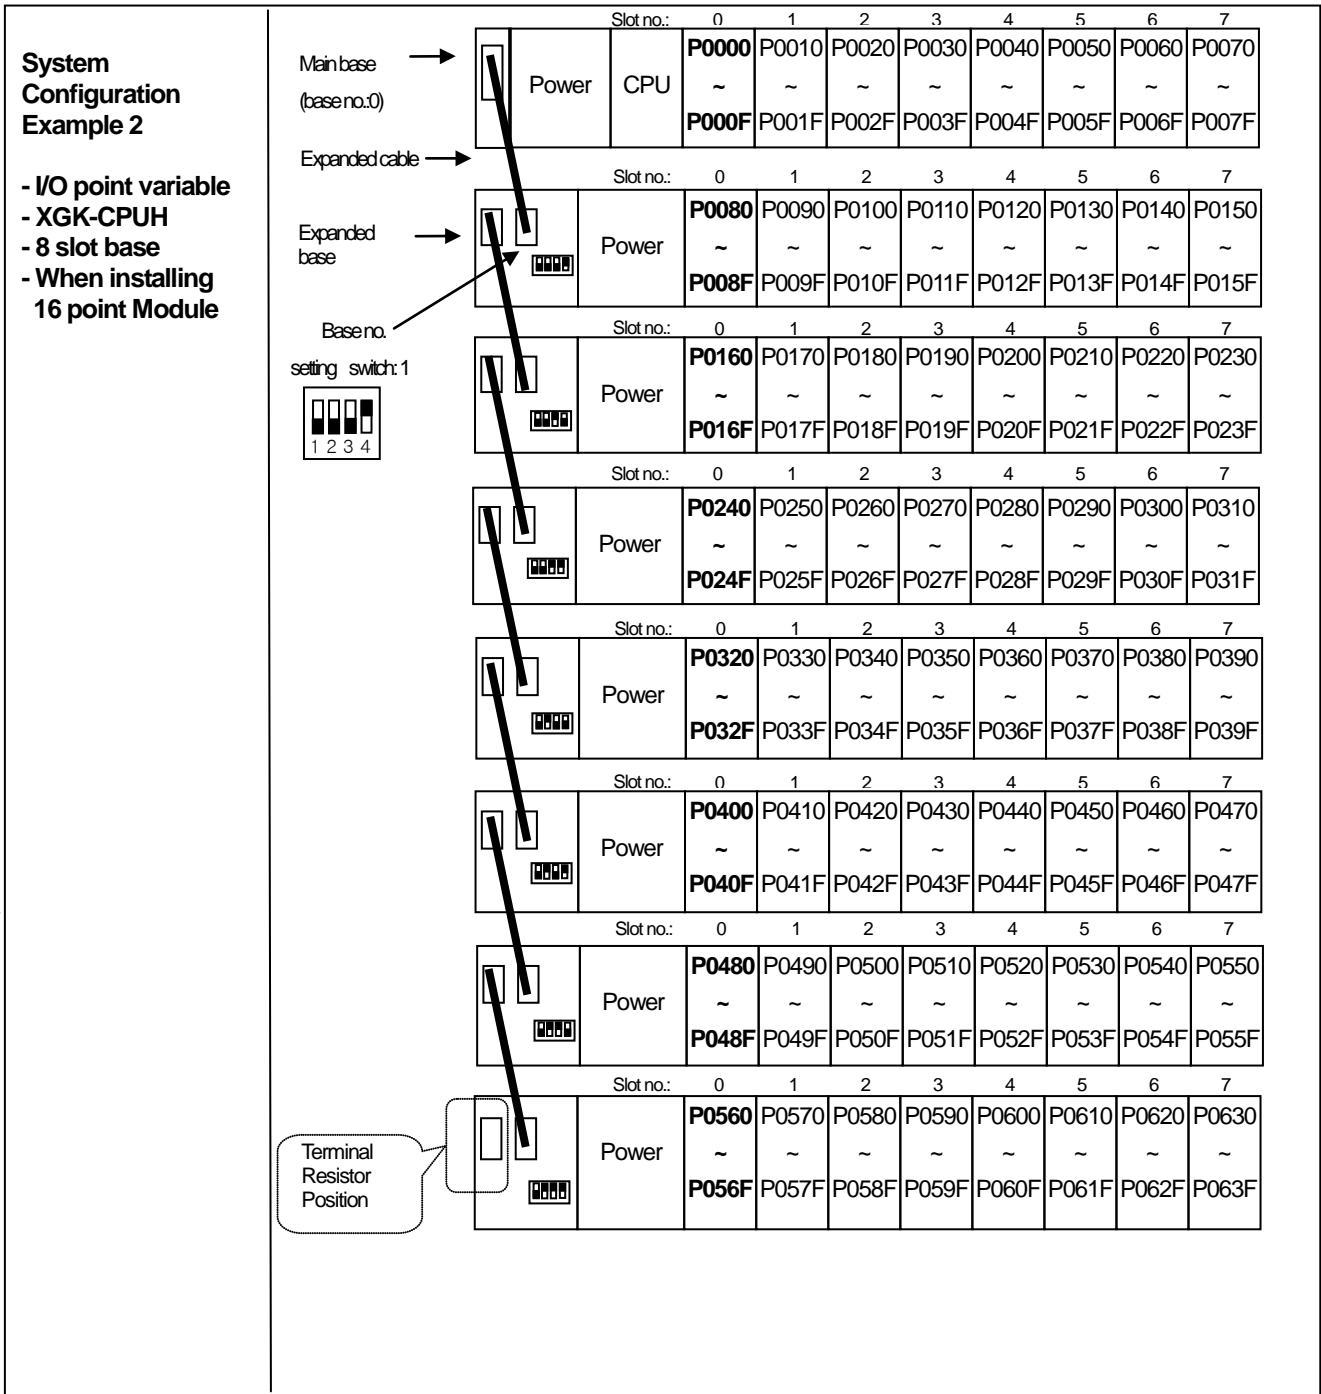 System
Configuration
Example 2
- I/O point variable
- XGK-CPUH
- 8 slot base
- When installing
16 point Module
Main base
(base no.:0)
Expanded cable
Expanded
base
Base no.
setting switch: 1
1 2 3 4
Terminal
Resistor
Position
Slot no.: 0 1 2 3 4 5 6 7
Power CPU
P0000 P0010 P0020 P0030 P0040 P0050 P0060 P0070
~ ~ ~ ~ ~ ~ ~ ~
P000F P001F P002F P003F P004F P005F P006F P007F
Slot no.: 0 1 2 3 4 5 6 7
Power
P0080 P0090 P0100 P0110 P0120 P0130 P0140 P0150
~ ~ ~ ~ ~ ~ ~ ~
P008F P009F P010F P011F P012F P013F P014F P015F
Slot no.: 0 1 2 3 4 5 6 7
Power
P0160 P0170 P0180 P0190 P0200 P0210 P0220 P0230
~ ~ ~ ~ ~ ~ ~ ~
P016F P017F P018F P019F P020F P021F P022F P023F
Slot no.: 0 1 2 3 4 5 6 7
Power
P0240 P0250 P0260 P0270 P0280 P0290 P0300 P0310
~ ~ ~ ~ ~ ~ ~ ~
P024F P025F P026F P027F P028F P029F P030F P031F
Slot no.: 0 1 2 3 4 5 6 7
Power
P0320 P0330 P0340 P0350 P0360 P0370 P0380 P0390
~ ~ ~ ~ ~ ~ ~ ~
P032F P033F P034F P035F P036F P037F P038F P039F
Slot no.: 0 1 2 3 4 5 6 7
Power
P0400 P0410 P0420 P0430 P0440 P0450 P0460 P0470
~ ~ ~ ~ ~ ~ ~ ~
P040F P041F P042F P043F P044F P045F P046F P047F
Slot no.: 0 1 2 3 4 5 6 7
Power
P0480 P0490 P0500 P0510 P0520 P0530 P0540 P0550
~ ~ ~ ~ ~ ~ ~ ~
P048F P049F P050F P051F P052F P053F P054F P055F
Slot no.: 0 1 2 3 4 5 6 7
Power
P0560 P0570 P0580 P0590 P0600 P0610 P0620 P0630
~ ~ ~ ~ ~ ~ ~ ~
P056F P057F P058F P059F P060F P061F P062F P063F